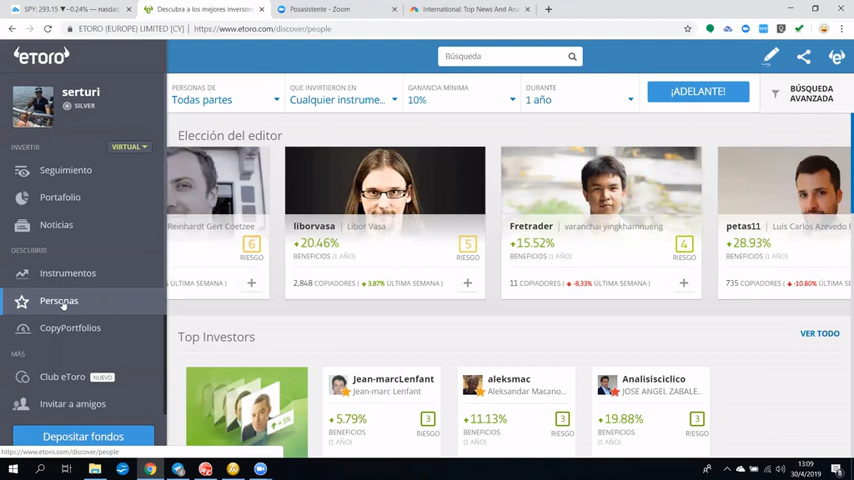 SPY: 293.15 ▼−0.24% — nasdaq
Descubra a los mejores inversor
Posasistente - Zoom
International: Top News And An
ETORO (EUROPE) LIMITED [CY] | https://www.etoro.com/discover/people
eToro
Búsqueda
serturi
SILVER
PERSONAS DE
Todas partes
QUE INVIRTIERON EN
Cualquier instrume...
GANANCIA MÍNIMA
10%
DURANTE
1 año
¡ADELANTE!
BÚSQUEDA
AVANZADA
INVERTIR
VIRTUAL
Seguimiento
Portafolio
Noticias
DESCUBRIR
Instrumentos
Personas
CopyPortfolios
MÁS
Club eToro NUEVO
Invitar a amigos
Depositar fondos
https://www.etoro.com/discover/people
Elección del editor
Reinhardt Gert Coetzee
6
RIESGO
COPIADORES ( 3.87% ÚLTIMA SEMANA )
liborvasa | Libor Vasa
20.46%
BENEFICIOS (1 AÑO)
5
RIESGO
2,848 COPIADORES ( 3.87% ÚLTIMA SEMANA )
Fretrader | varanchai yingkhamnueng
15.52%
BENEFICIOS (1 AÑO)
4
RIESGO
11 COPIADORES ( -8.33% ÚLTIMA SEMANA )
petas11 | Luis Carlos Azevedo
28.93%
BENEFICIOS (1 AÑO)
735 COPIADORES ( -10.80% ÚLTIMA SEMANA )
Top Investors
VER TODO
Jean-marcLenfant
Jean-marc Lenfant
5.79%
BENEFICIOS
(1 AÑO)
3
RIESGO
aleksmac
Aleksandar Macano...
11.13%
BENEFICIOS
(1 AÑO)
3
RIESGO
Analisisciclico
JOSE ANGEL ZABALE...
19.88%
BENEFICIOS
(1 AÑO)
3
RIESGO
13:09
30/4/2019